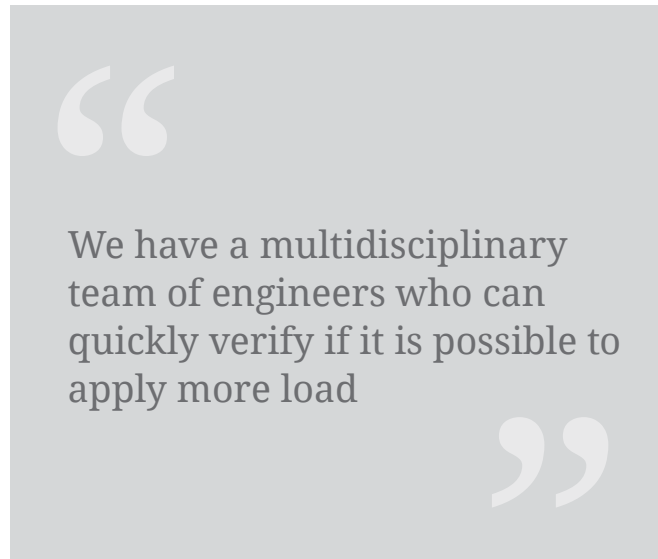 “
We have a multidisciplinary
team of engineers who can
quickly verify if it is possible to
apply more load
”